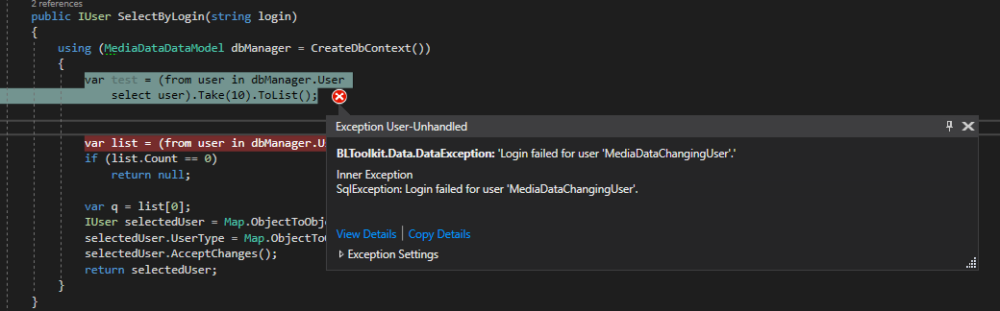 2 references
public IUser SelectByLogin(string login)
{
using (MediaDataDataModel dbManager = CreateDbContext())
{
var test = (from user in dbManager.User
select user).Take(10).ToList();
Exception User-Unhandled
BLToolkit.Data.DataException: 'Login failed for user 'MediaDataChangingUser'.'
Inner Exception
SqlException: Login failed for user 'MediaDataChangingUser'.
View Details | Copy Details
Exception Settings
var list = (from user in dbManager.U
if (list.Count == 0)
return null;
var q = list[0];
IUser selectedUser = Map.ObjectToObj
selectedUser.UserType = Map.ObjectTo
selectedUser.AcceptChanges();
return selectedUser;
}
}